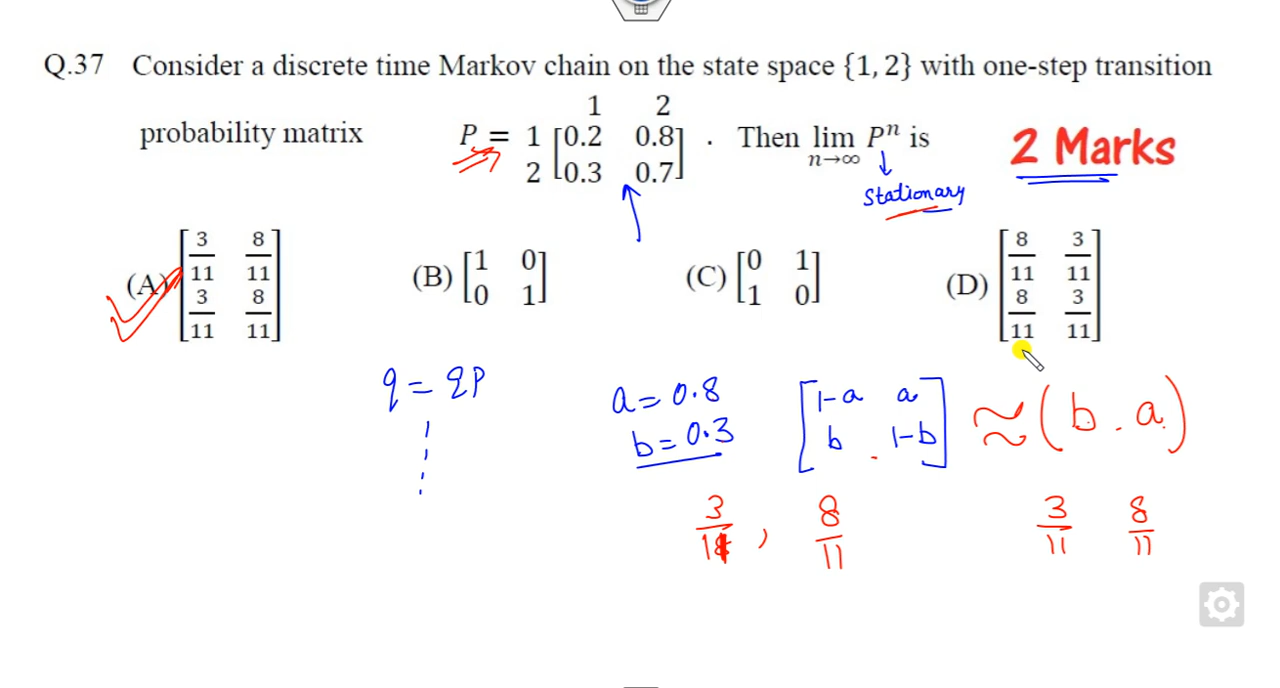 Q.37 Consider a discrete time Markov chain on the state space {1, 2} with one-step transition
1 2
probability matrix P = 1 [0.2 0.8] . Then lim Pⁿ is
n→∞
2 [0.3 0.7]
2 Marks
Stationary
(A) [3/11 8/11
3/11 8/11]
(B) [1 0
0 1]
(C) [0 1
1 0]
(D) [8/11 3/11
8/11 3/11]
q = qP
a = 0.8
b = 0.3
[1-a a
b 1-b] ≈ (b . a)
3/11 , 8/11
3/11 8/11